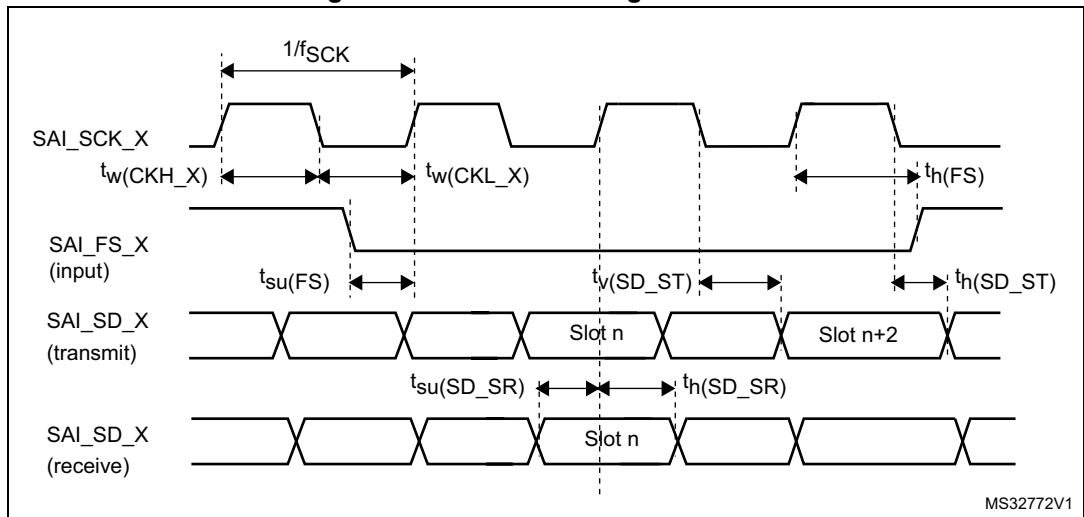 1/fSCK
SAI_SCK_X
tw(CKH_X)
tw(CKL_X)
th(FS)
SAI_FS_X
(input)
tsu(FS)
tv(SD_ST)
th(SD_ST)
SAI_SD_X
(transmit)
Slot n
Slot n+2
tsu(SD_SR)
th(SD_SR)
SAI_SD_X
(receive)
Slot n
MS32772V1